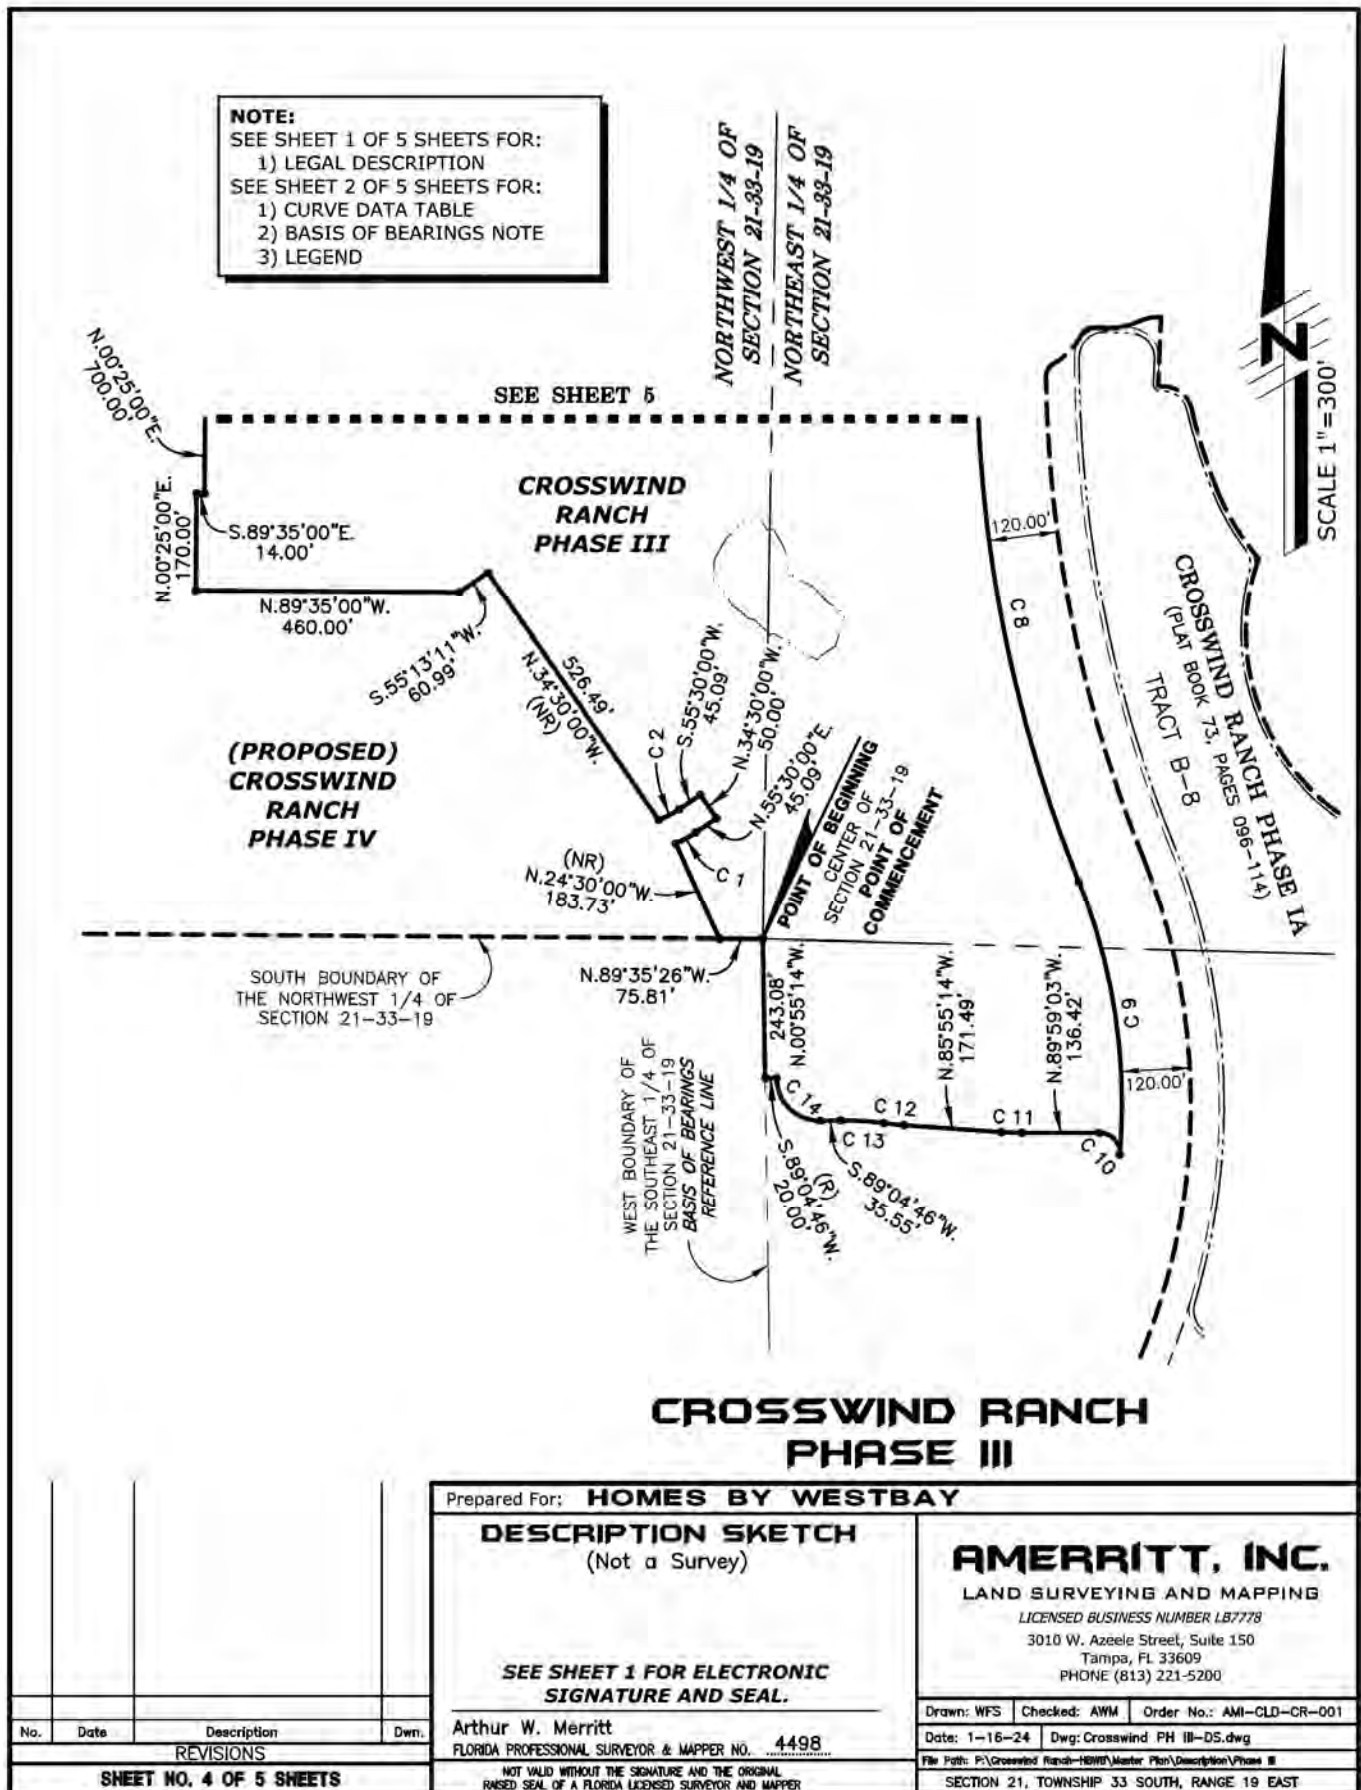 NOTE:
SEE SHEET 1 OF 5 SHEETS FOR:
1) LEGAL DESCRIPTION
SEE SHEET 2 OF 5 SHEETS FOR:
1) CURVE DATA TABLE
2) BASIS OF BEARINGS NOTE
3) LEGEND
NORTHWEST 1/4 OF
SECTION 21-33-19
NORTHEAST 1/4 OF
SECTION 21-33-19
N
SCALE 1"=300'
N.00°25'00"E.
700.00'
SEE SHEET 5
N.00°25'00"E.
170.00'
S.89°35'00"E.
14.00'
CROSSWIND
RANCH
PHASE III
120.00'
N.89°35'00"W.
460.00'
S.55°13'11"W.
60.99'
526.49'
N.34°30'00"W.
(NR)
C 2
S.55°30'00"W.
45.09'
N.34°30'00"W.
50.00'
N.55°30'00"E.
45.09'
C 8
CROSSWIND RANCH PHASE IA
(PLAT BOOK 73, PAGES 096-114)
TRACT B-8
(PROPOSED)
CROSSWIND
RANCH
PHASE IV
POINT OF BEGINNING
CENTER OF
SECTION 21-33-19
POINT OF
COMMENCEMENT
(NR)
N.24°30'00"W.
183.73'
C 1
SOUTH BOUNDARY OF
THE NORTHWEST 1/4 OF
SECTION 21-33-19
N.89°35'26"W.
75.81'
243.08'
N.00°55'14"W.
N.85°55'14"W.
171.49'
N.89°59'03"W.
136.42'
C 9
120.00'
WEST BOUNDARY OF
THE SOUTHEAST 1/4 OF
SECTION 21-33-19
BASIS OF BEARINGS
REFERENCE LINE
C 14
C 12
C 13
C 11
C 10
S.89°04'46"W.
20.00'
(R)
S.89°04'46"W.
35.55'
CROSSWIND RANCH
PHASE III
Prepared For: HOMES BY WESTBAY
DESCRIPTION SKETCH
(Not a Survey)
SEE SHEET 1 FOR ELECTRONIC
SIGNATURE AND SEAL.
Arthur W. Merritt
FLORIDA PROFESSIONAL SURVEYOR & MAPPER NO. 4498
NOT VALID WITHOUT THE SIGNATURE AND THE ORIGINAL
RAISED SEAL OF A FLORIDA LICENSED SURVEYOR AND MAPPER
AMERRITT, INC.
LAND SURVEYING AND MAPPING
LICENSED BUSINESS NUMBER LB7778
3010 W. Azeele Street, Suite 150
Tampa, FL 33609
PHONE (813) 221-5200
Drawn: WFS Checked: AWM Order No.: AMI-CLD-CR-001
Date: 1-16-24 Dwg: Crosswind PH III-DS.dwg
File Path: P:\Crosswind Ranch-HBWB\Master Plan\Description\Phase III
SECTION 21, TOWNSHIP 33 SOUTH, RANGE 19 EAST
No. Date Description Dwn.
REVISIONS
SHEET NO. 4 OF 5 SHEETS